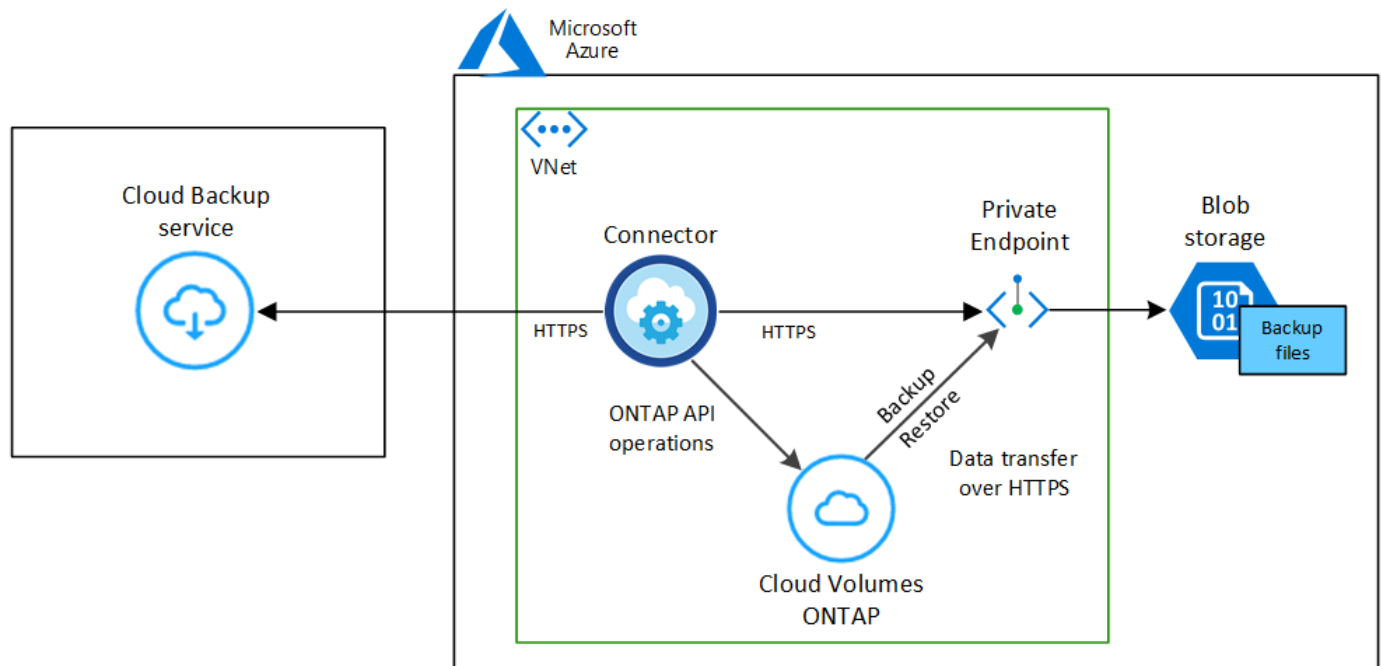 Microsoft
Azure
VNet
Cloud Backup
service
Connector
Private
Endpoint
Blob
storage
HTTPS
HTTPS
10
01
Backup
files
ONTAP API
operations
Backup
Restore
Data transfer
over HTTPS
Cloud Volumes
ONTAP